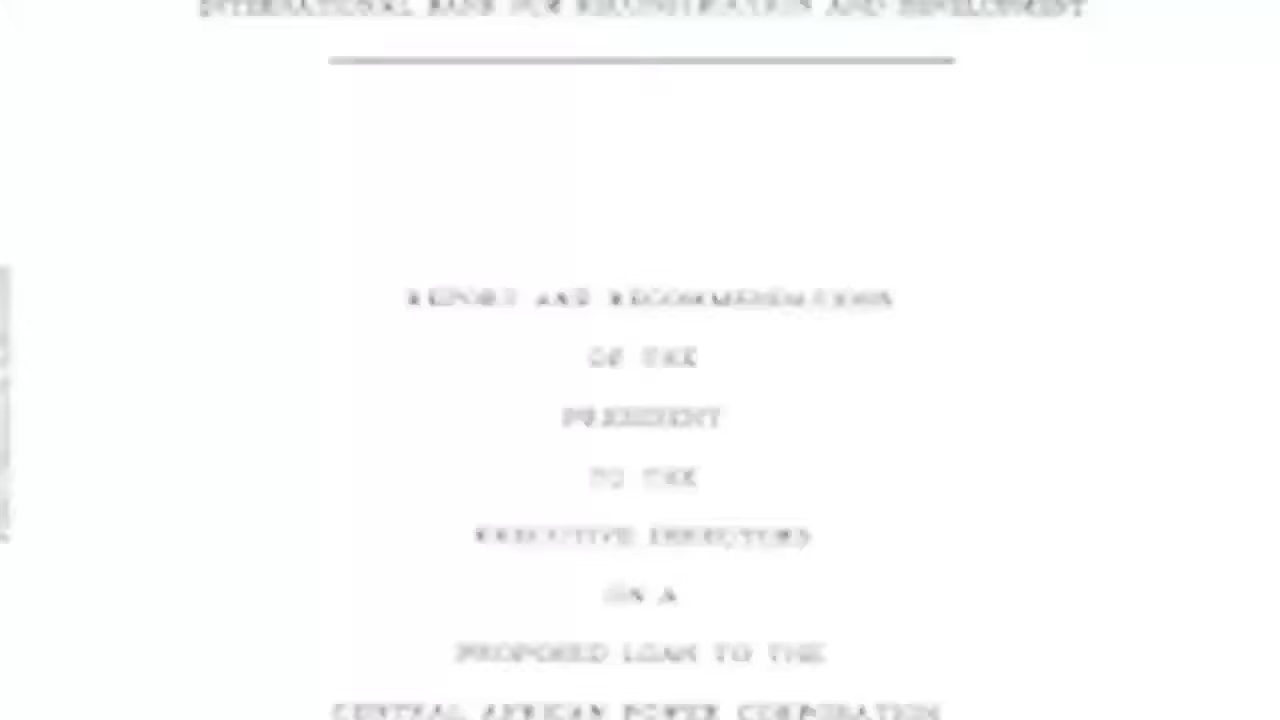 INTERNATIONAL BANK FOR RECONSTRUCTION AND DEVELOPMENT
REPORT AND RECOMMENDATIONS
OF THE
PRESIDENT
TO THE
EXECUTIVE DIRECTORS
ON A
PROPOSED LOAN TO THE
CENTRAL AFRICAN POWER CORPORATION